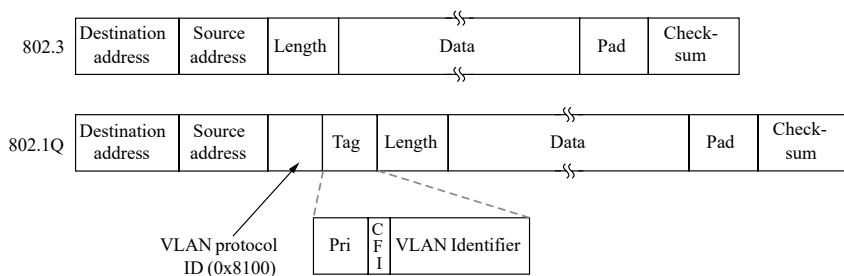 802.3
Destination address
Source address
Length
Data
Pad
Check-
sum
802.1Q
Destination address
Source address
Tag
Length
Data
Pad
Check-
sum
VLAN protocol
ID (0x8100)
Pri
CFI
VLAN Identifier